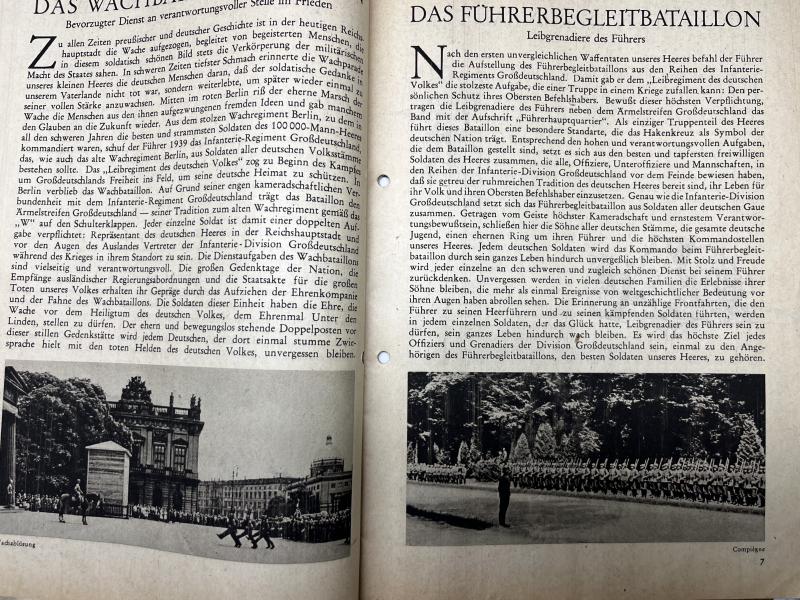 DAS WACHBA
Bevorzugter Dienst an verantwortungsvoller Stelle im Frieden
Zu allen Zeiten preußischer und deutscher Geschichte ist in der heutigen Reichs-
hauptstadt die Wache aufgezogen, begleitet von begeisterten Menschen, die
in diesem soldatisch schönen Bild stets die Verkörperung der militärischen
Macht des Staates sahen. In schweren Zeiten tiefster Schmach erinnerte die Wachparade
unseres kleinen Heeres die deutschen Menschen daran, daß der soldatische Gedanke in
unserem Vaterlande nicht tot war, sondern weiterlebte, um später wieder einmal zu
seiner vollen Stärke anzuwachsen. Mitten im roten Berlin riß der eherne Marsch der
Wache die Menschen aus den ihnen aufgezwungenen fremden Ideen und gab manchem
den Glauben an die Zukunft wieder. Aus dem stolzen Wachregiment Berlin, zu dem in
all den schweren Jahren die besten und strammsten Soldaten des 100 000-Mann-Heeres
kommandiert waren, schuf der Führer 1939 das Infanterie-Regiment Großdeutschland,
das, wie auch das alte Wachregiment Berlin, aus Soldaten aller deutschen Volksstämme
bestehen sollte. Das „Leibregiment des deutschen Volkes" zog zu Beginn des Kampfes
um Großdeutschlands Freiheit ins Feld, um seine deutsche Heimat zu schützen. In
Berlin verblieb das Wachbataillon. Auf Grund seiner engen kameradschaftlichen Ver-
bundenheit mit dem Infanterie-Regiment Großdeutschland trägt das Bataillon den
Armelstreifen Großdeutschland — seiner Tradition zum alten Wachregiment gemäß das
„W" auf den Schulterklappen. Jeder einzelne Soldat ist damit einer doppelten Auf-
gabe verpflichtet: Repräsentant des deutschen Heeres in der Reichshauptstadt und
vor den Augen des Auslandes Vertreter der Infanterie-Division Großdeutschland
während des Krieges in ihrem Standort zu sein. Die Dienstaufgaben des Wachbataillons
sind vielseitig und verantwortungsvoll. Die großen Gedenktage der Nation, die
Empfänge ausländischer Regierungsabordnungen und die Staatsakte für die großen
Toten unseres Volkes erhalten ihr Gepräge durch das Aufziehen der Ehrenkompanie
und der Fahne des Wachbataillons. Die Soldaten dieser Einheit haben die Ehre, die
Wache vor dem Heiligtum des deutschen Volkes, dem Ehrenmal Unter den
Linden, stellen zu dürfen. Der ehern und bewegungslos stehende Doppelposten vor
dieser stillen Gedenkstätte wird jedem Deutschen, der dort einmal stumme Zwie-
sprache hielt mit den toten Helden des deutschen Volkes, unvergessen bleiben.
Wachablösung
DAS FÜHRERBEGLEITBATAILLON
Leibgrenadiere des Führers
Nach den ersten unvergleichlichen Waffentaten unseres Heeres befahl der Führer
die Aufstellung des Führerbegleitbataillons aus den Reihen des Infanterie-
Regiments Großdeutschland. Damit gab er dem „Leibregiment des deutschen
Volkes" die stolzeste Aufgabe, die einer Truppe in einem Kriege zufallen kann: Den per-
sönlichen Schutz ihres Obersten Befehlshabers. Bewußt dieser höchsten Verpflichtung,
tragen die Leibgrenadiere des Führers neben dem Armelstreifen Großdeutschland das
Band mit der Aufschrift „Führerhauptquartier". Als einziger Truppenteil des Heeres
führt dieses Bataillon eine besondere Standarte, die das Hakenkreuz als Symbol der
deutschen Nation trägt. Entsprechend den hohen und verantwortungsvollen Aufgaben,
die dem Bataillon gestellt sind, setzt es sich aus den besten und tapfersten freiwilligen
Soldaten des Heeres zusammen, die alle, Offiziere, Unteroffiziere und Mannschaften, in
den Reihen der Infanterie-Division Großdeutschland vor dem Feinde bewiesen haben,
daß sie getreu der ruhmreichen Tradition des deutschen Heeres bereit sind, ihr Leben für
ihr Volk und ihren Obersten Befehlshaber einzusetzen. Genau wie die Infanterie-Division
Großdeutschland setzt sich das Führerbegleitbataillon aus Soldaten aller deutschen Gaue
zusammen. Getragen vom Geiste höchster Kameradschaft und ernstestem Verantwor-
tungsbewußtsein, schließen hier die Söhne aller deutschen Stämme, die gesamte deutsche
Jugend, einen ehernen Ring um ihren Führer und die höchsten Kommandostellen
unseres Heeres. Jedem deutschen Soldaten wird das Kommando beim Führerbegleit-
bataillon durch sein ganzes Leben hindurch unvergeßlich bleiben. Mit Stolz und Freude
wird jeder einzelne an den schweren und zugleich schönen Dienst bei seinem Führer
zurückdenken. Unvergessen werden in vielen deutschen Familien die Erlebnisse ihrer
Söhne bleiben, die mehr als einmal Ereignisse von weltgeschichtlicher Bedeutung vor
ihren Augen haben abrollen sehen. Die Erinnerung an unzählige Frontfahrten, die den
Führer zu seinen Heerführern und zu seinen kämpfenden Soldaten führten, werden
in jedem einzelnen Soldaten, der das Glück hatte, Leibgrenadier des Führers sein zu
dürfen, sein ganzes Leben hindurch wach bleiben. Es wird das höchste Ziel jedes
Offiziers und Grenadiers der Division Großdeutschland sein, einmal zu den Ange-
hörigen des Führerbegleitbataillons, den besten Soldaten unseres Heeres, zu gehören.
Compiègne
7